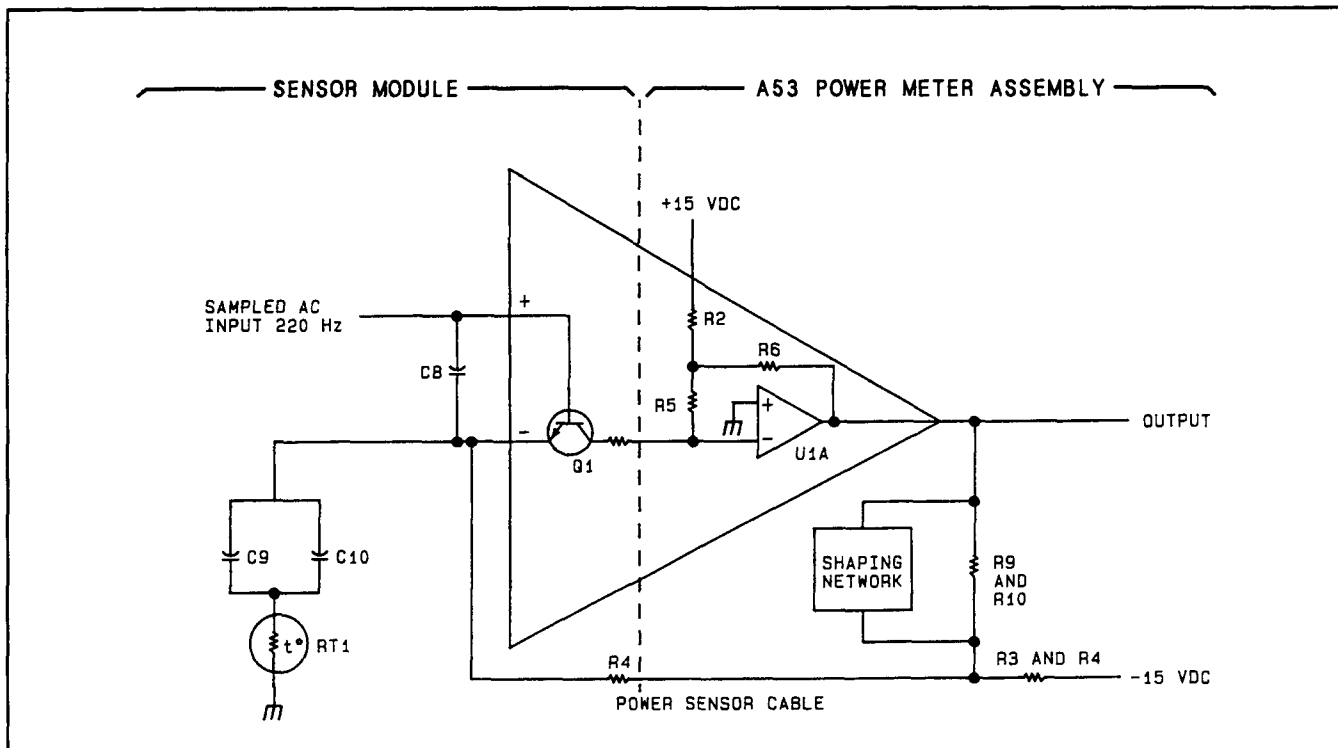 SENSOR MODULE
A53 POWER METER ASSEMBLY
+15 VDC
SAMPLED AC
INPUT 220 Hz
+
R2
R6
C8
R5
+
-
-
Q1
U1A
OUTPUT
C9
C10
SHAPING
NETWORK
R9
AND
R10
t°
RT1
R4
R3 AND R4
-15 VDC
POWER SENSOR CABLE